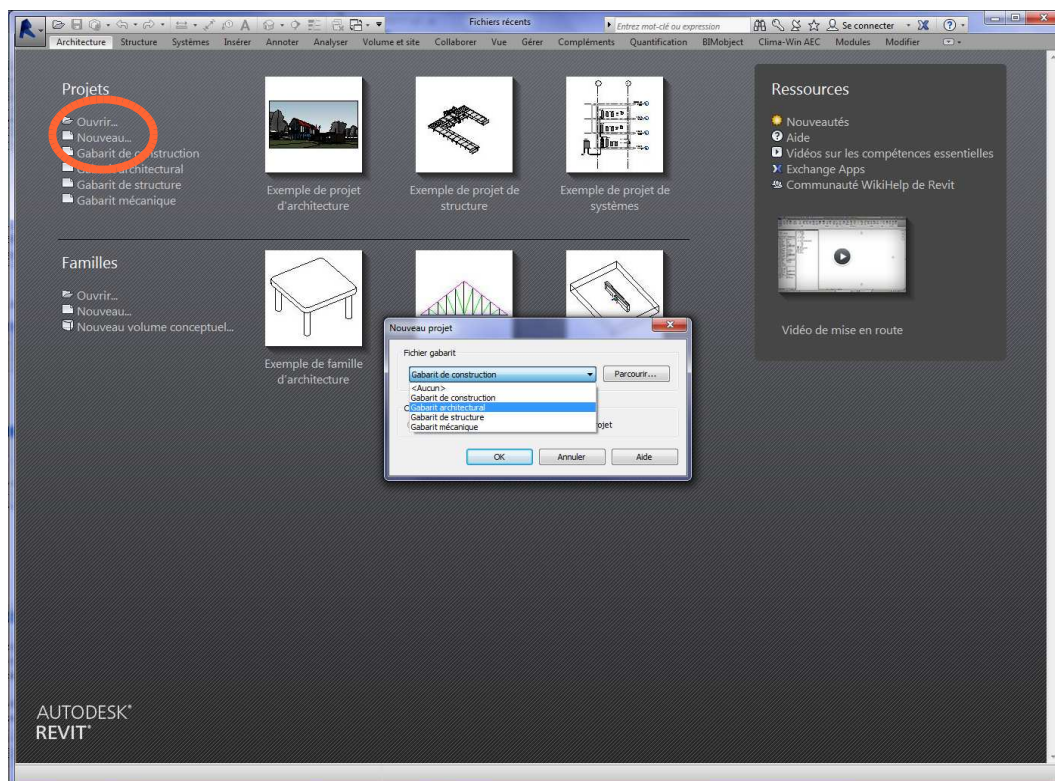 Fichiers récents
Entrez mot-clé ou expression
Se connecter
Architecture Structure Systèmes Insérer Annoter Analyser Volume et site Collaborer Vue Gérer Compléments Quantification BIMobject Clima-Win AEC Modules Modifier
Projets
Ouvrir...
Nouveau...
Gabarit de construction
architectural
Gabarit de structure
Gabarit mécanique
Exemple de projet
d'architecture
Exemple de projet de
structure
Exemple de projet de
systèmes
Familles
Ouvrir...
Nouveau...
Nouveau volume conceptuel...
Exemple de famille
d'architecture
Nouveau projet
Fichier gabarit
Gabarit de construction
Parcourir...
<Aucun>
Gabarit de construction
Gabarit architectural
Gabarit de structure
Gabarit mécanique
ojet
OK Annuler Aide
Ressources
Nouveautés
Aide
Vidéos sur les compétences essentielles
Exchange Apps
Communauté WikiHelp de Revit
Vidéo de mise en route
AUTODESK®
REVIT®